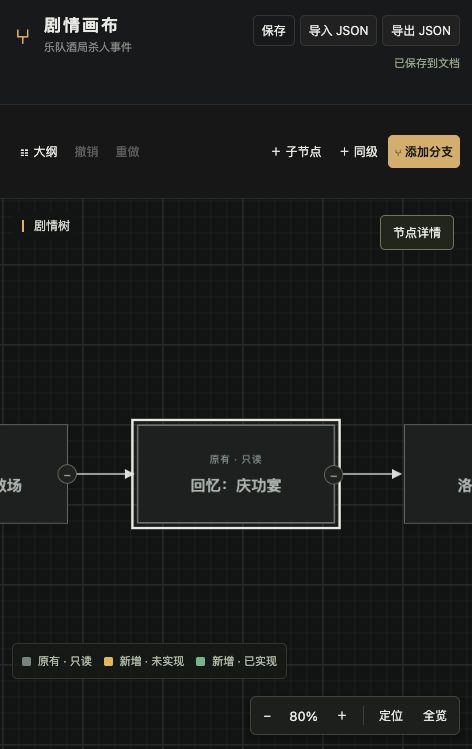 剧情画布
乐队酒局杀人事件
保存 导入 JSON 导出 JSON
已保存到文档
大纲 撤销 重做 + 子节点 + 同级 添加分支
剧情树
节点详情
原有 · 只读
回忆：庆功宴
场
洛
原有 · 只读 新增 · 未实现 新增 · 已实现
− 80% + 定位 全览